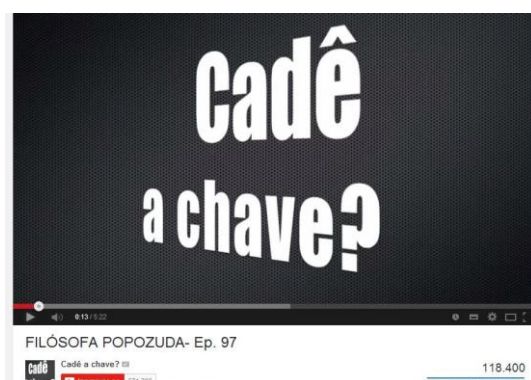 Cadê
a chave?
0:13 / 5:22
FILÓSOFA POPOZUDA- Ep. 97
cadê
Cadê a chave?
118.400